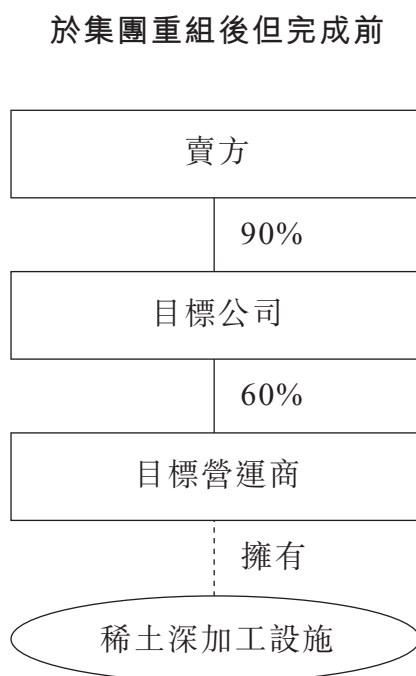 於集團重組後但完成前
賣方
90%
目標公司
60%
目標營運商
擁有
稀土深加工設施